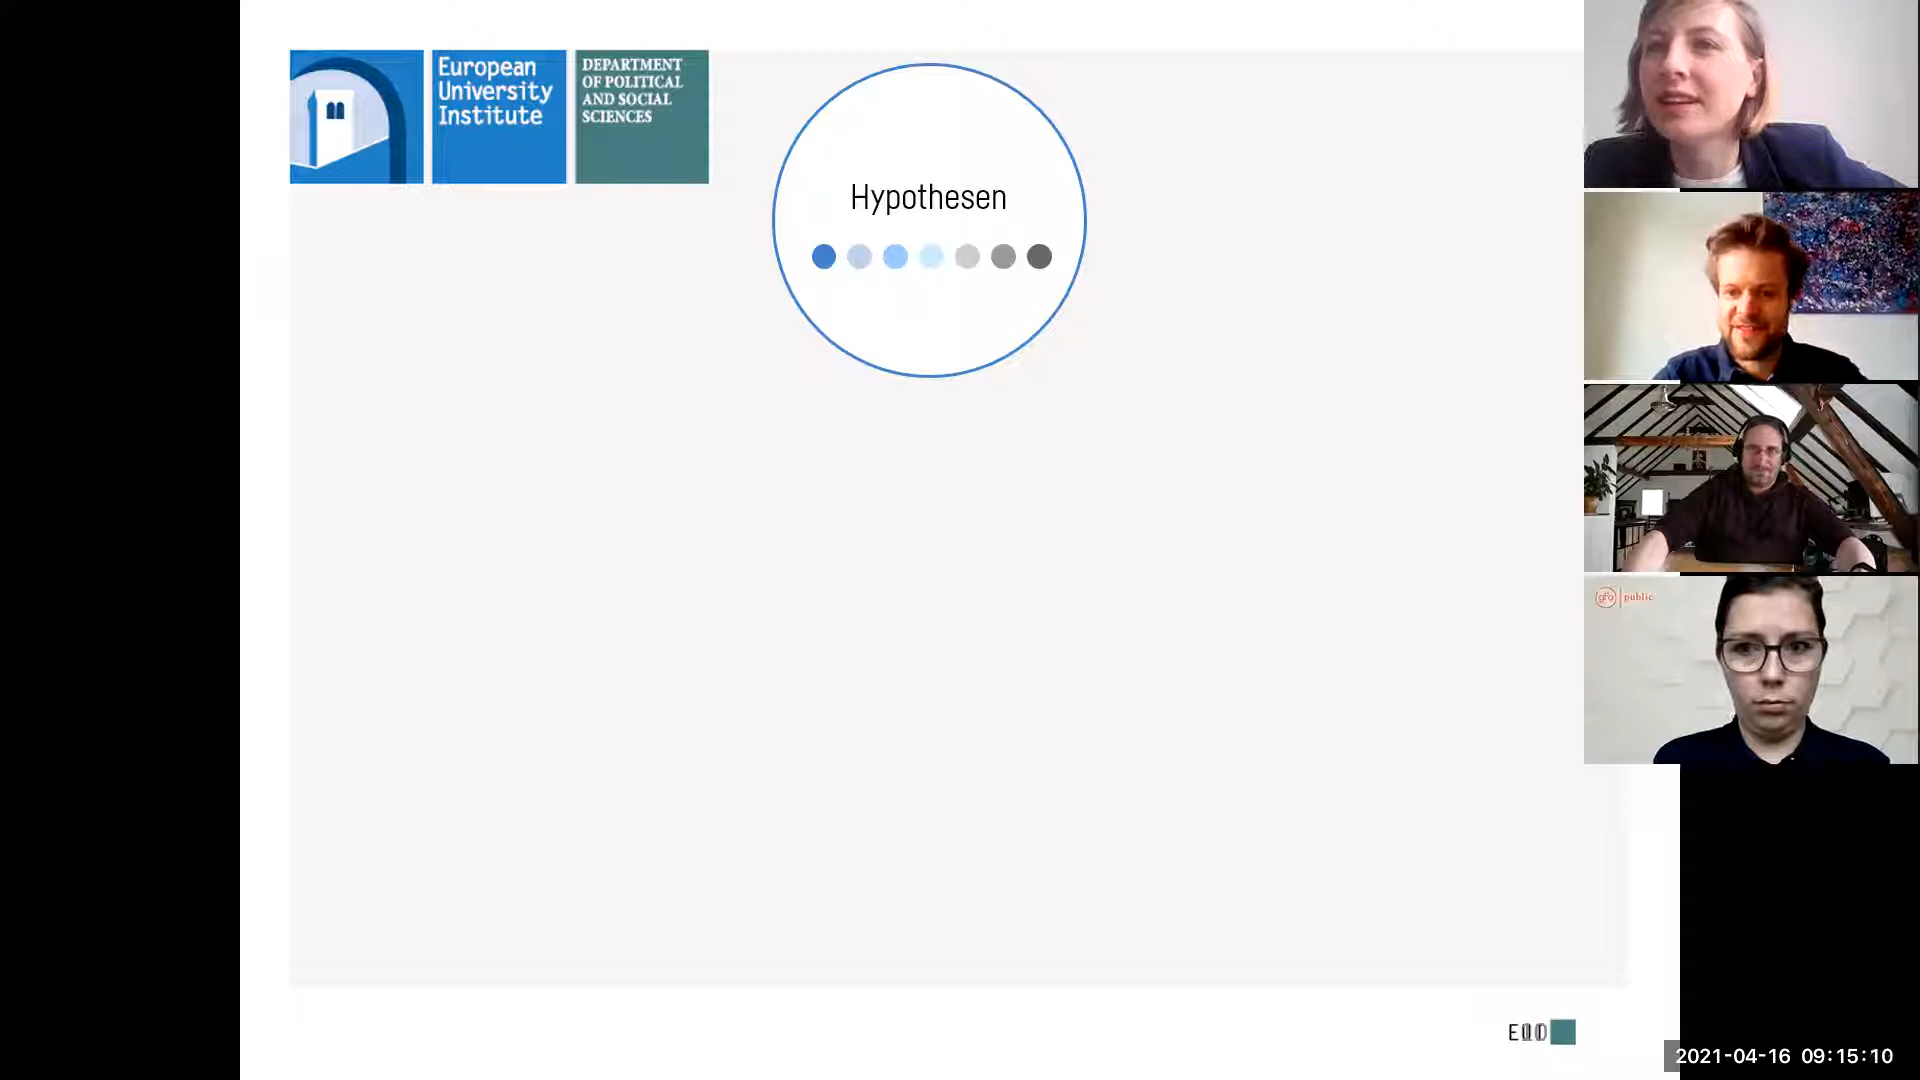 European
University
Institute
DEPARTMENT
OF POLITICAL
AND SOCIAL
SCIENCES
Hypothesen
public
2021-04-16 09:15:10